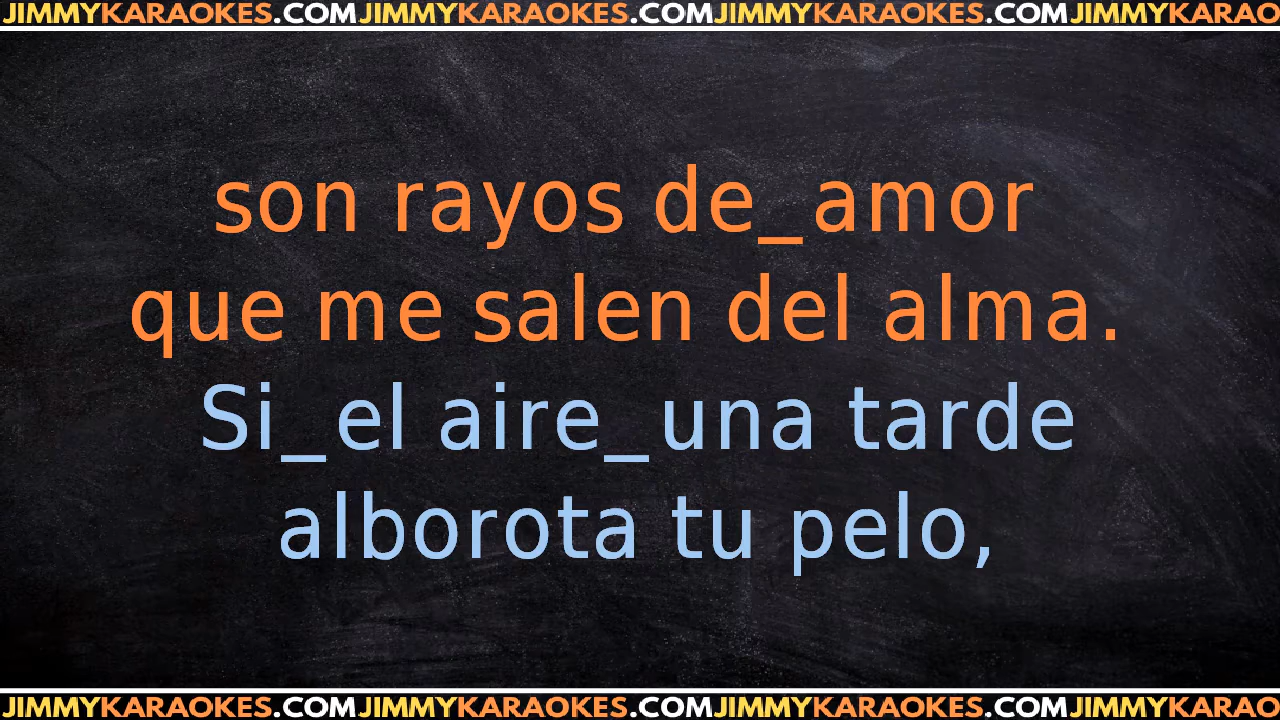 JIMMYKARAOKES.COMJIMMYKARAOKES.COMJIMMYKARAOKES.COMJIMMYKARAO
son rayos de_amor
que me salen del alma.
Si_el aire_una tarde
alborota tu pelo,
JIMMYKARAOKES.COMJIMMYKARAOKES.COMJIMMYKARAOKES.COMJIMMYKARAO